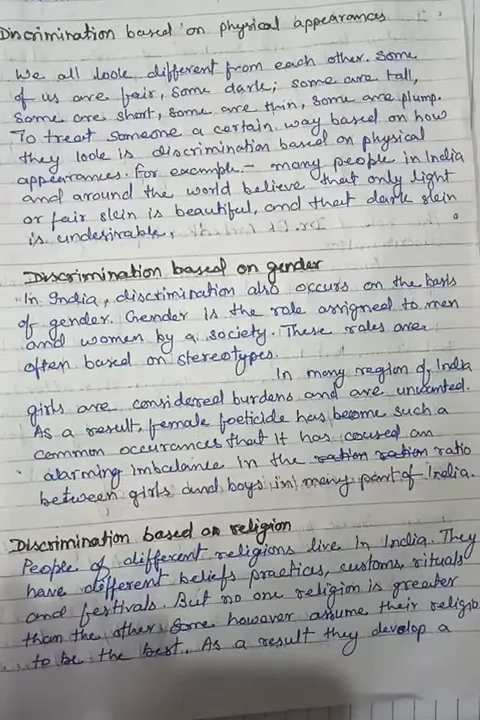 Discrimination based on physical appearances
We all look different from each other. Some
of us are fair, some dark; some are tall,
some are short, some are thin, some are plump.
To treat someone a certain way based on how
they look is discrimination based on physical
appearances. For example:- many people in India
and around the world believe that only light
or fair skin is beautiful, and that dark skin
is undesirable.
Discrimination based on gender
In India, discrimination also occurs on the basis
of gender. Gender is the role assigned to men
and women by a society. These roles are
often based on stereotypes.
In many region of India
girls are considered burdens and are unwanted.
As a result, female foeticide has become such a
common occurances that it has caused an
alarming imbalance in the ration ration ratio
between girls and boys in many part of India.
Discrimination based on religion
People of different religions live in India. They
have different beliefs practices, customs, rituals
and festivals. But no one religion is greater
than the other. Some however assume their religio
to be the best. As a result they develop a